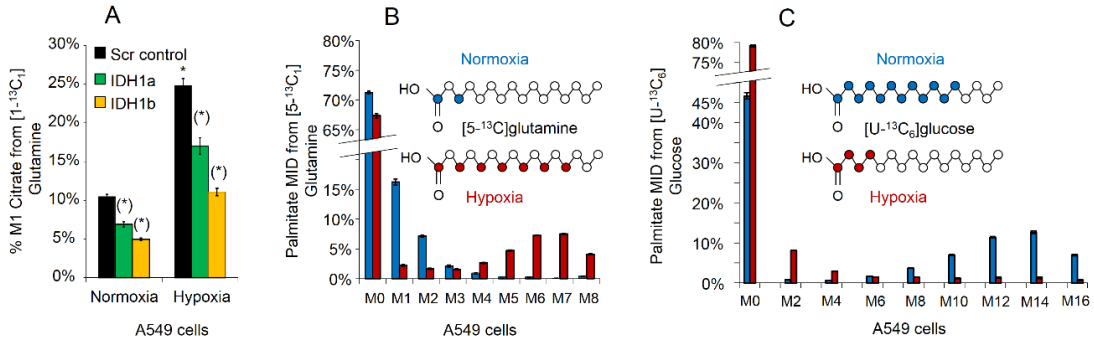 A
% M1 Citrate from [1-¹³C₁]
Glutamine
30%
25%
20%
15%
10%
5%
0%
Scr control
IDH1a
IDH1b
*
(*)
(*)
(*)
(*)
Normoxia Hypoxia
A549 cells
B
Palmitate MID from [5-¹³C₁]
Glutamine
75%
70%
65%
15%
10%
5%
0%
Normoxia
HO
O
[5-¹³C]glutamine
HO
O
Hypoxia
M0 M1 M2 M3 M4 M5 M6 M7 M8
A549 cells
C
Palmitate MID from [U-¹³C₆]
Glucose
80%
75%
45%
40%
30%
20%
10%
0%
Normoxia
HO
O
[U-¹³C₆]glucose
HO
O
Hypoxia
M0 M2 M4 M6 M8 M10 M12 M14 M16
A549 cells